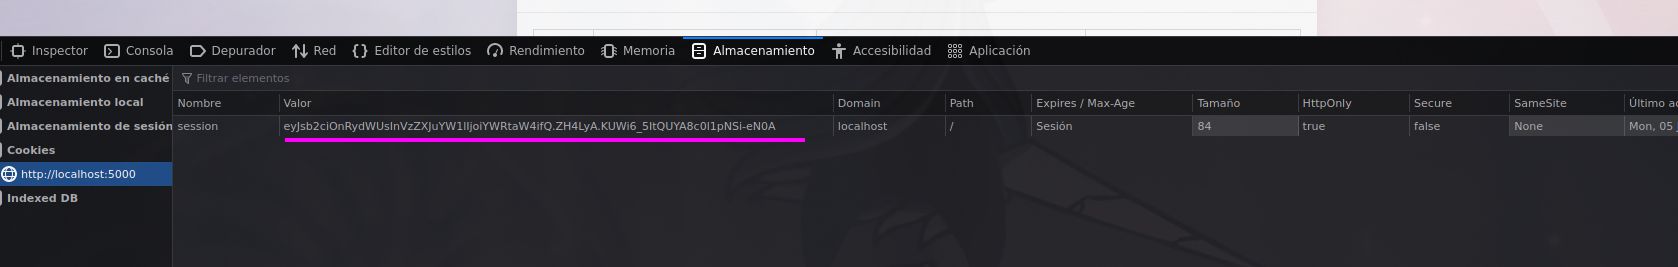 Inspector Consola Depurador Red Editor de estilos Rendimiento Memoria Almacenamiento Accesibilidad Aplicación
Almacenamiento en caché
Filtrar elementos
Almacenamiento local
Nombre Valor Domain Path Expires / Max-Age Tamaño HttpOnly Secure SameSite Último
Almacenamiento de sesión
session eyJsb2ciOnRydWUsInVzZXJuYW1lIjoiYWRtaW4ifQ.ZH4LyA.KUWi6_5ItQUYA8c0l1pNSi-eN0A localhost / Sesión 84 true false None Mon, 05
Cookies
http://localhost:5000
Indexed DB